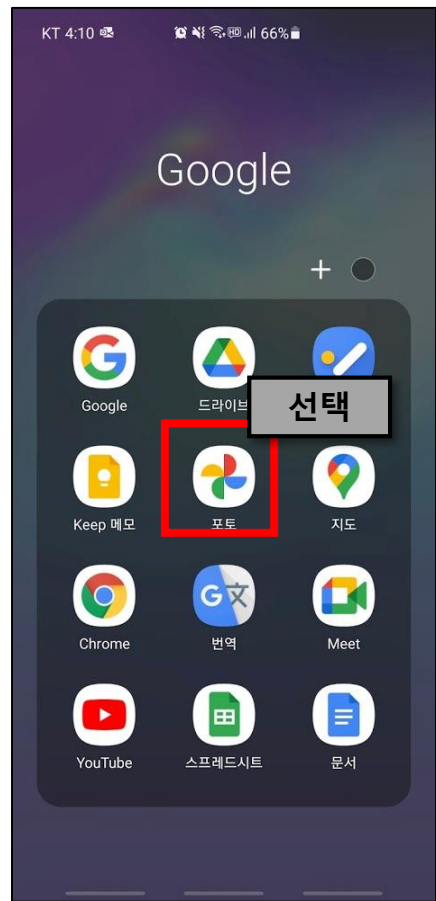 KT 4:10
66%
Google
Google
드라이브
선택
Keep 메모
포토
지도
Chrome
번역
Meet
YouTube
스프레드시트
문서